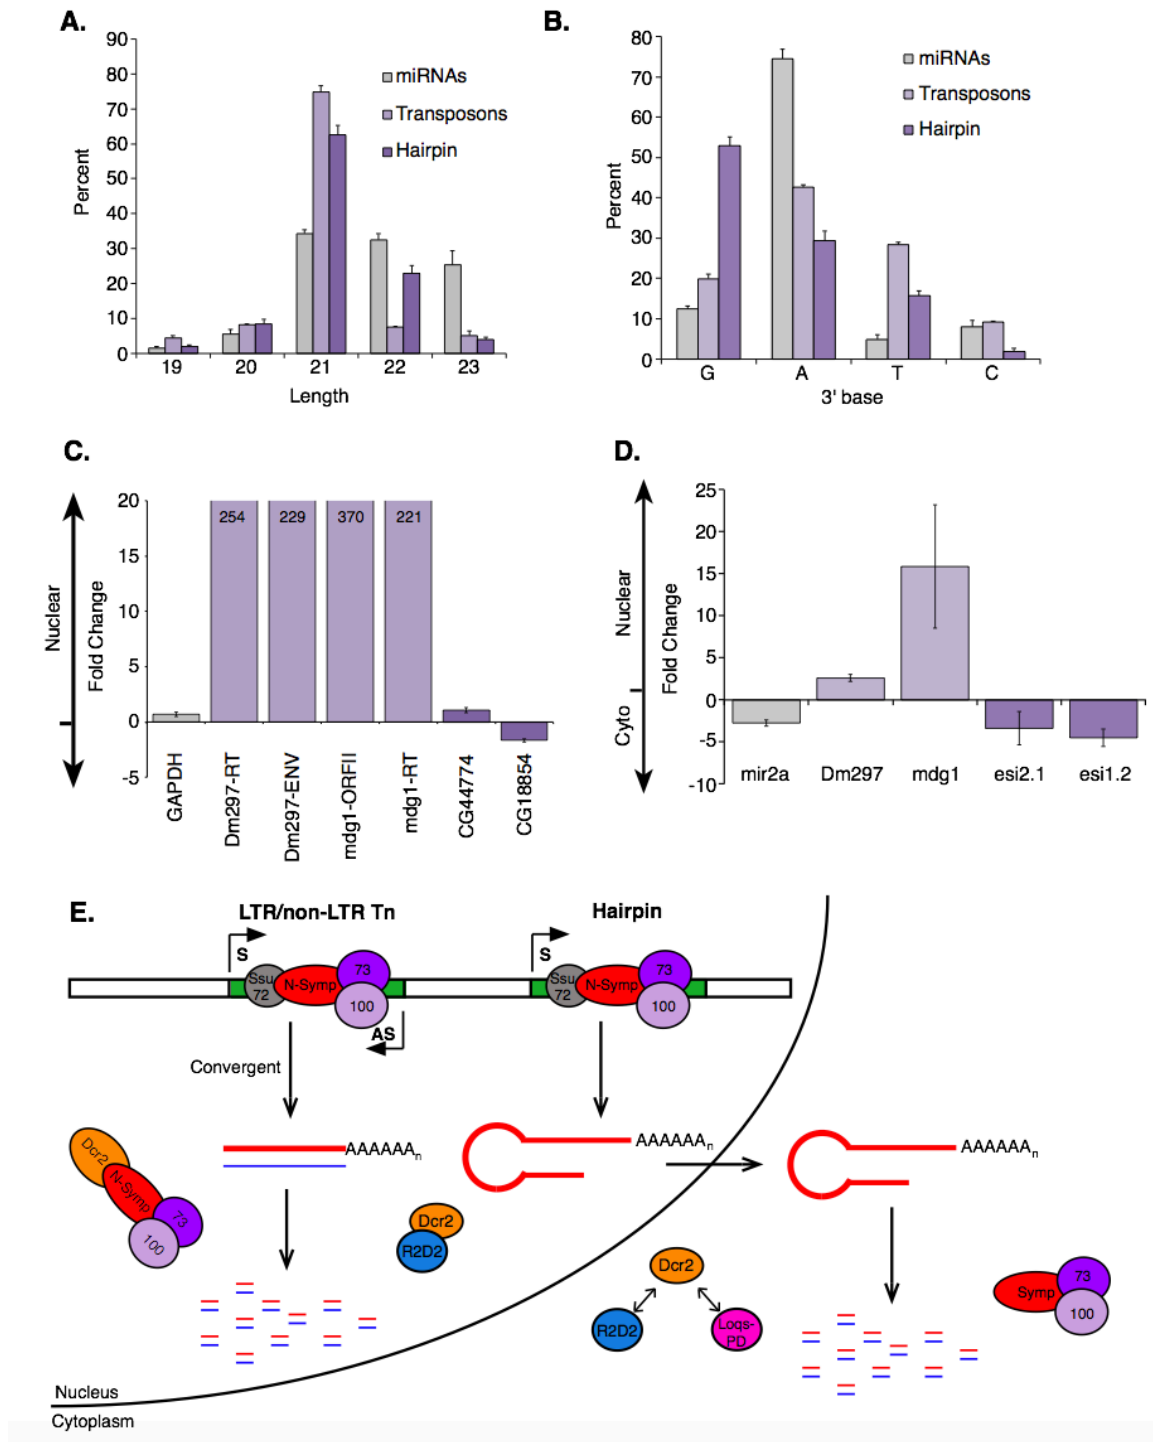 A.
90
80
70
60
50
40
30
20
10
0
Percent
miRNAs
Transposons
Hairpin
19 20 21 22 23
Length
B.
80
70
60
50
40
30
20
10
0
Percent
miRNAs
Transposons
Hairpin
G A T C
3' base
C.
Nuclear
Fold Change
20
15
10
5
0
-5
254 229 370 221
GAPDH
Dm297-RT
Dm297-ENV
mdg1-ORFII
mdg1-RT
CG44774
CG18854
D.
Nuclear
Cyto
Fold Change
25
20
15
10
5
0
-5
-10
mir2a Dm297 mdg1 esi2.1 esi1.2
E.
LTR/non-LTR Tn
Hairpin
S
Ssu
72
N-Symp
73
100
AS
S
Ssu
72
N-Symp
73
100
Convergent
AAAAAAn
AAAAAAn
AAAAAAn
Dcr2
N-Symp
73
100
Dcr2
R2D2
Dcr2
R2D2
Loqs-
PD
Symp
73
100
Nucleus
Cytoplasm